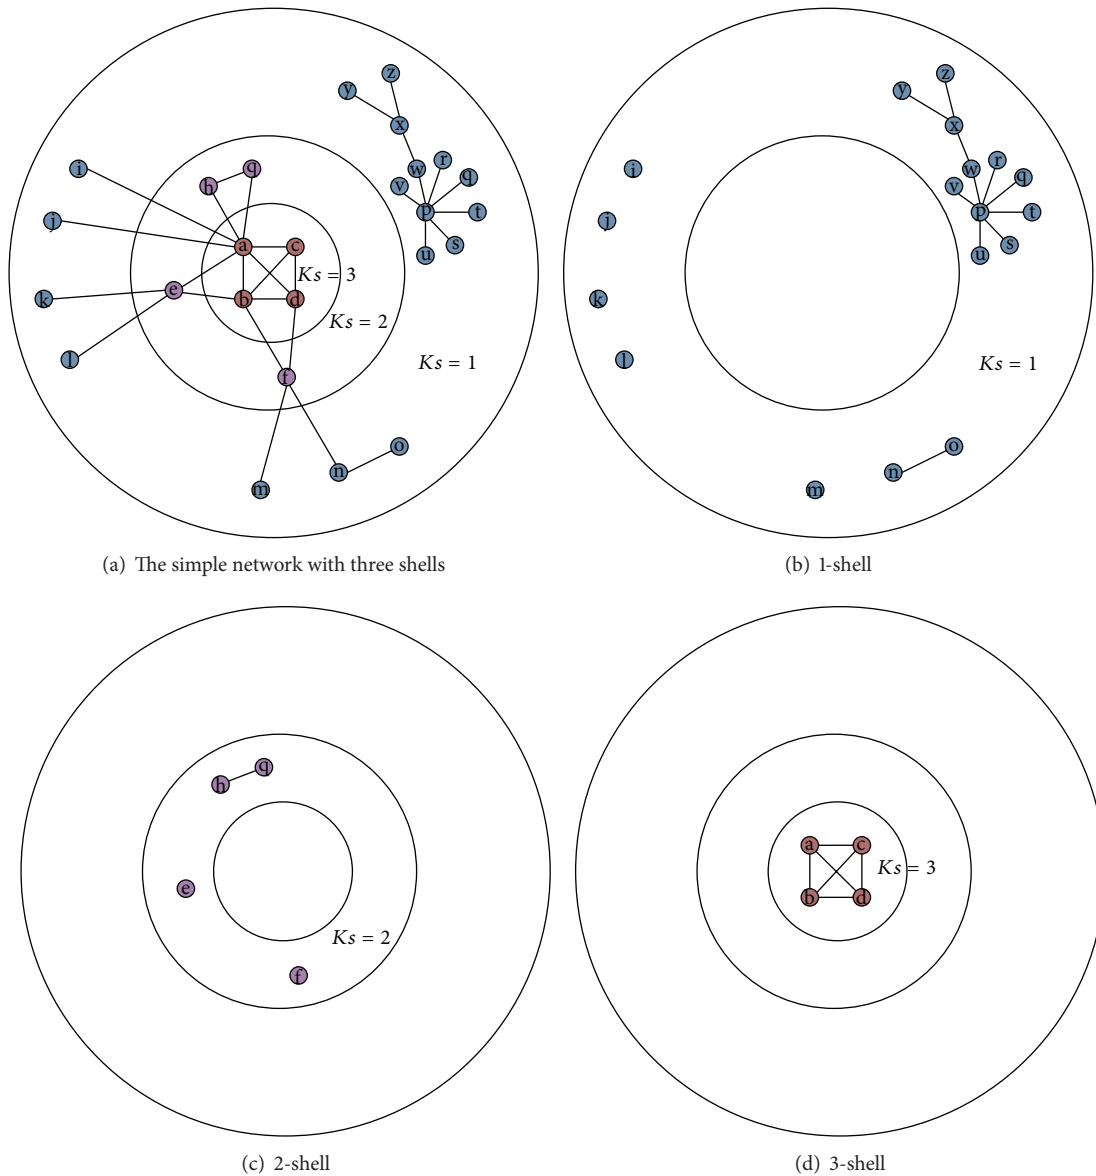 z
y
x
w
r
v
q
p
t
s
u
i
q
h
j
a
c
Ks = 3
e
k
b
d
Ks = 2
l
Ks = 1
f
o
n
m
(a) The simple network with three shells
z
y
x
w
r
v
q
p
t
s
u
i
j
k
l
Ks = 1
o
n
m
(b) 1-shell
q
h
e
Ks = 2
f
(c) 2-shell
a
c
Ks = 3
b
d
(d) 3-shell